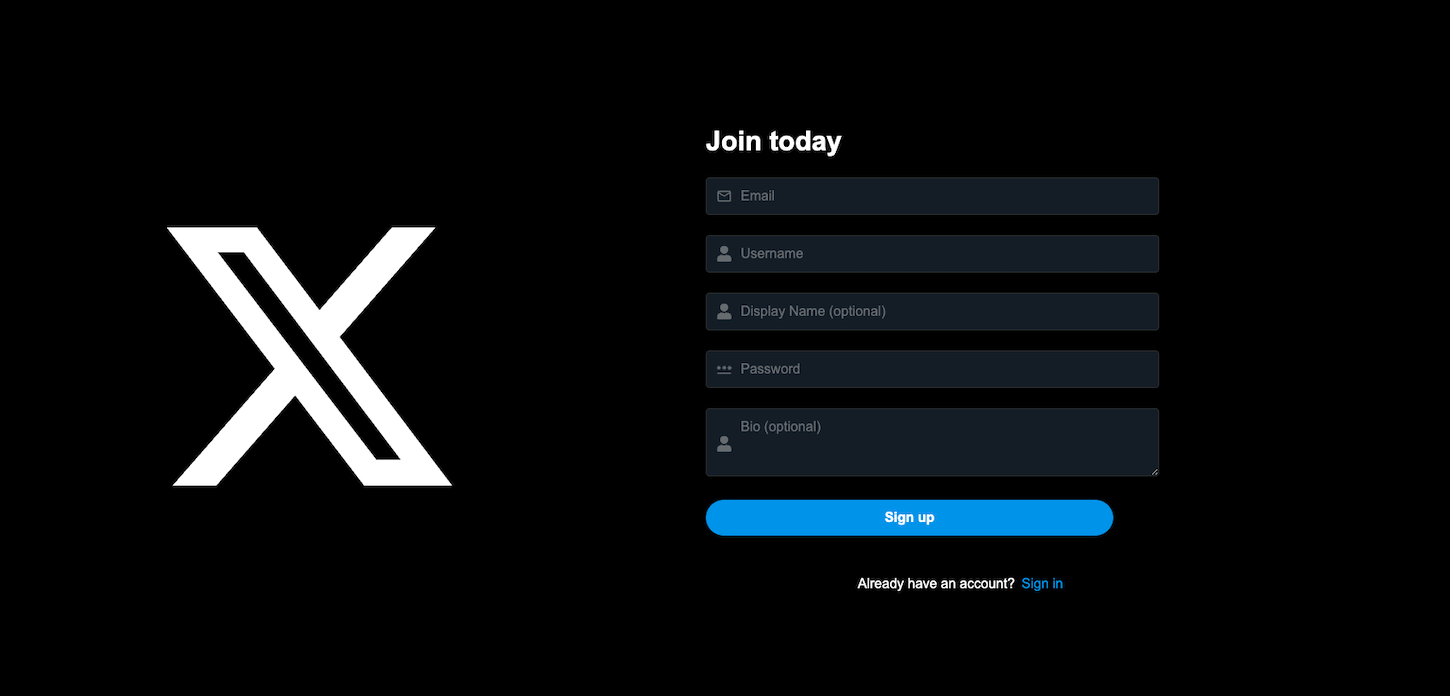 Join today
Email
Username
Display Name (optional)
Password
Bio (optional)
Sign up
Already have an account? Sign in